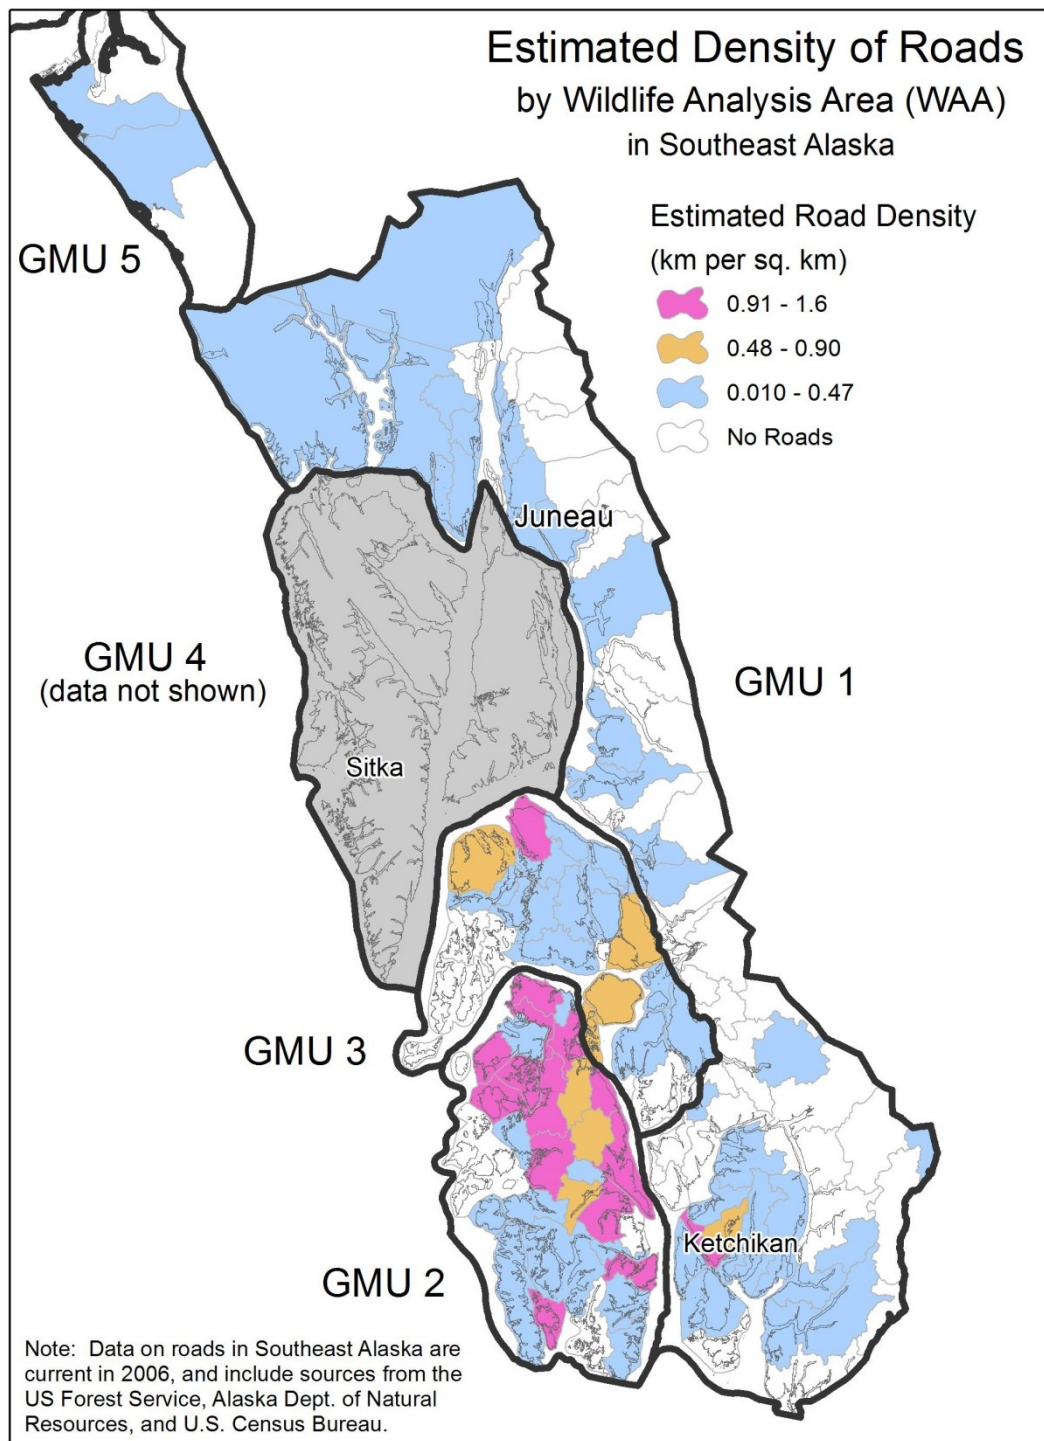 Estimated Density of Roads
by Wildlife Analysis Area (WAA)
in Southeast Alaska
Estimated Road Density
(km per sq. km)
0.91 - 1.6
0.48 - 0.90
0.010 - 0.47
No Roads
GMU 5
Juneau
GMU 4
(data not shown)
GMU 1
Sitka
GMU 3
Ketchikan
GMU 2
Note:  Data on roads in Southeast Alaska are
current in 2006, and include sources from the
US Forest Service, Alaska Dept. of Natural
Resources, and U.S. Census Bureau.